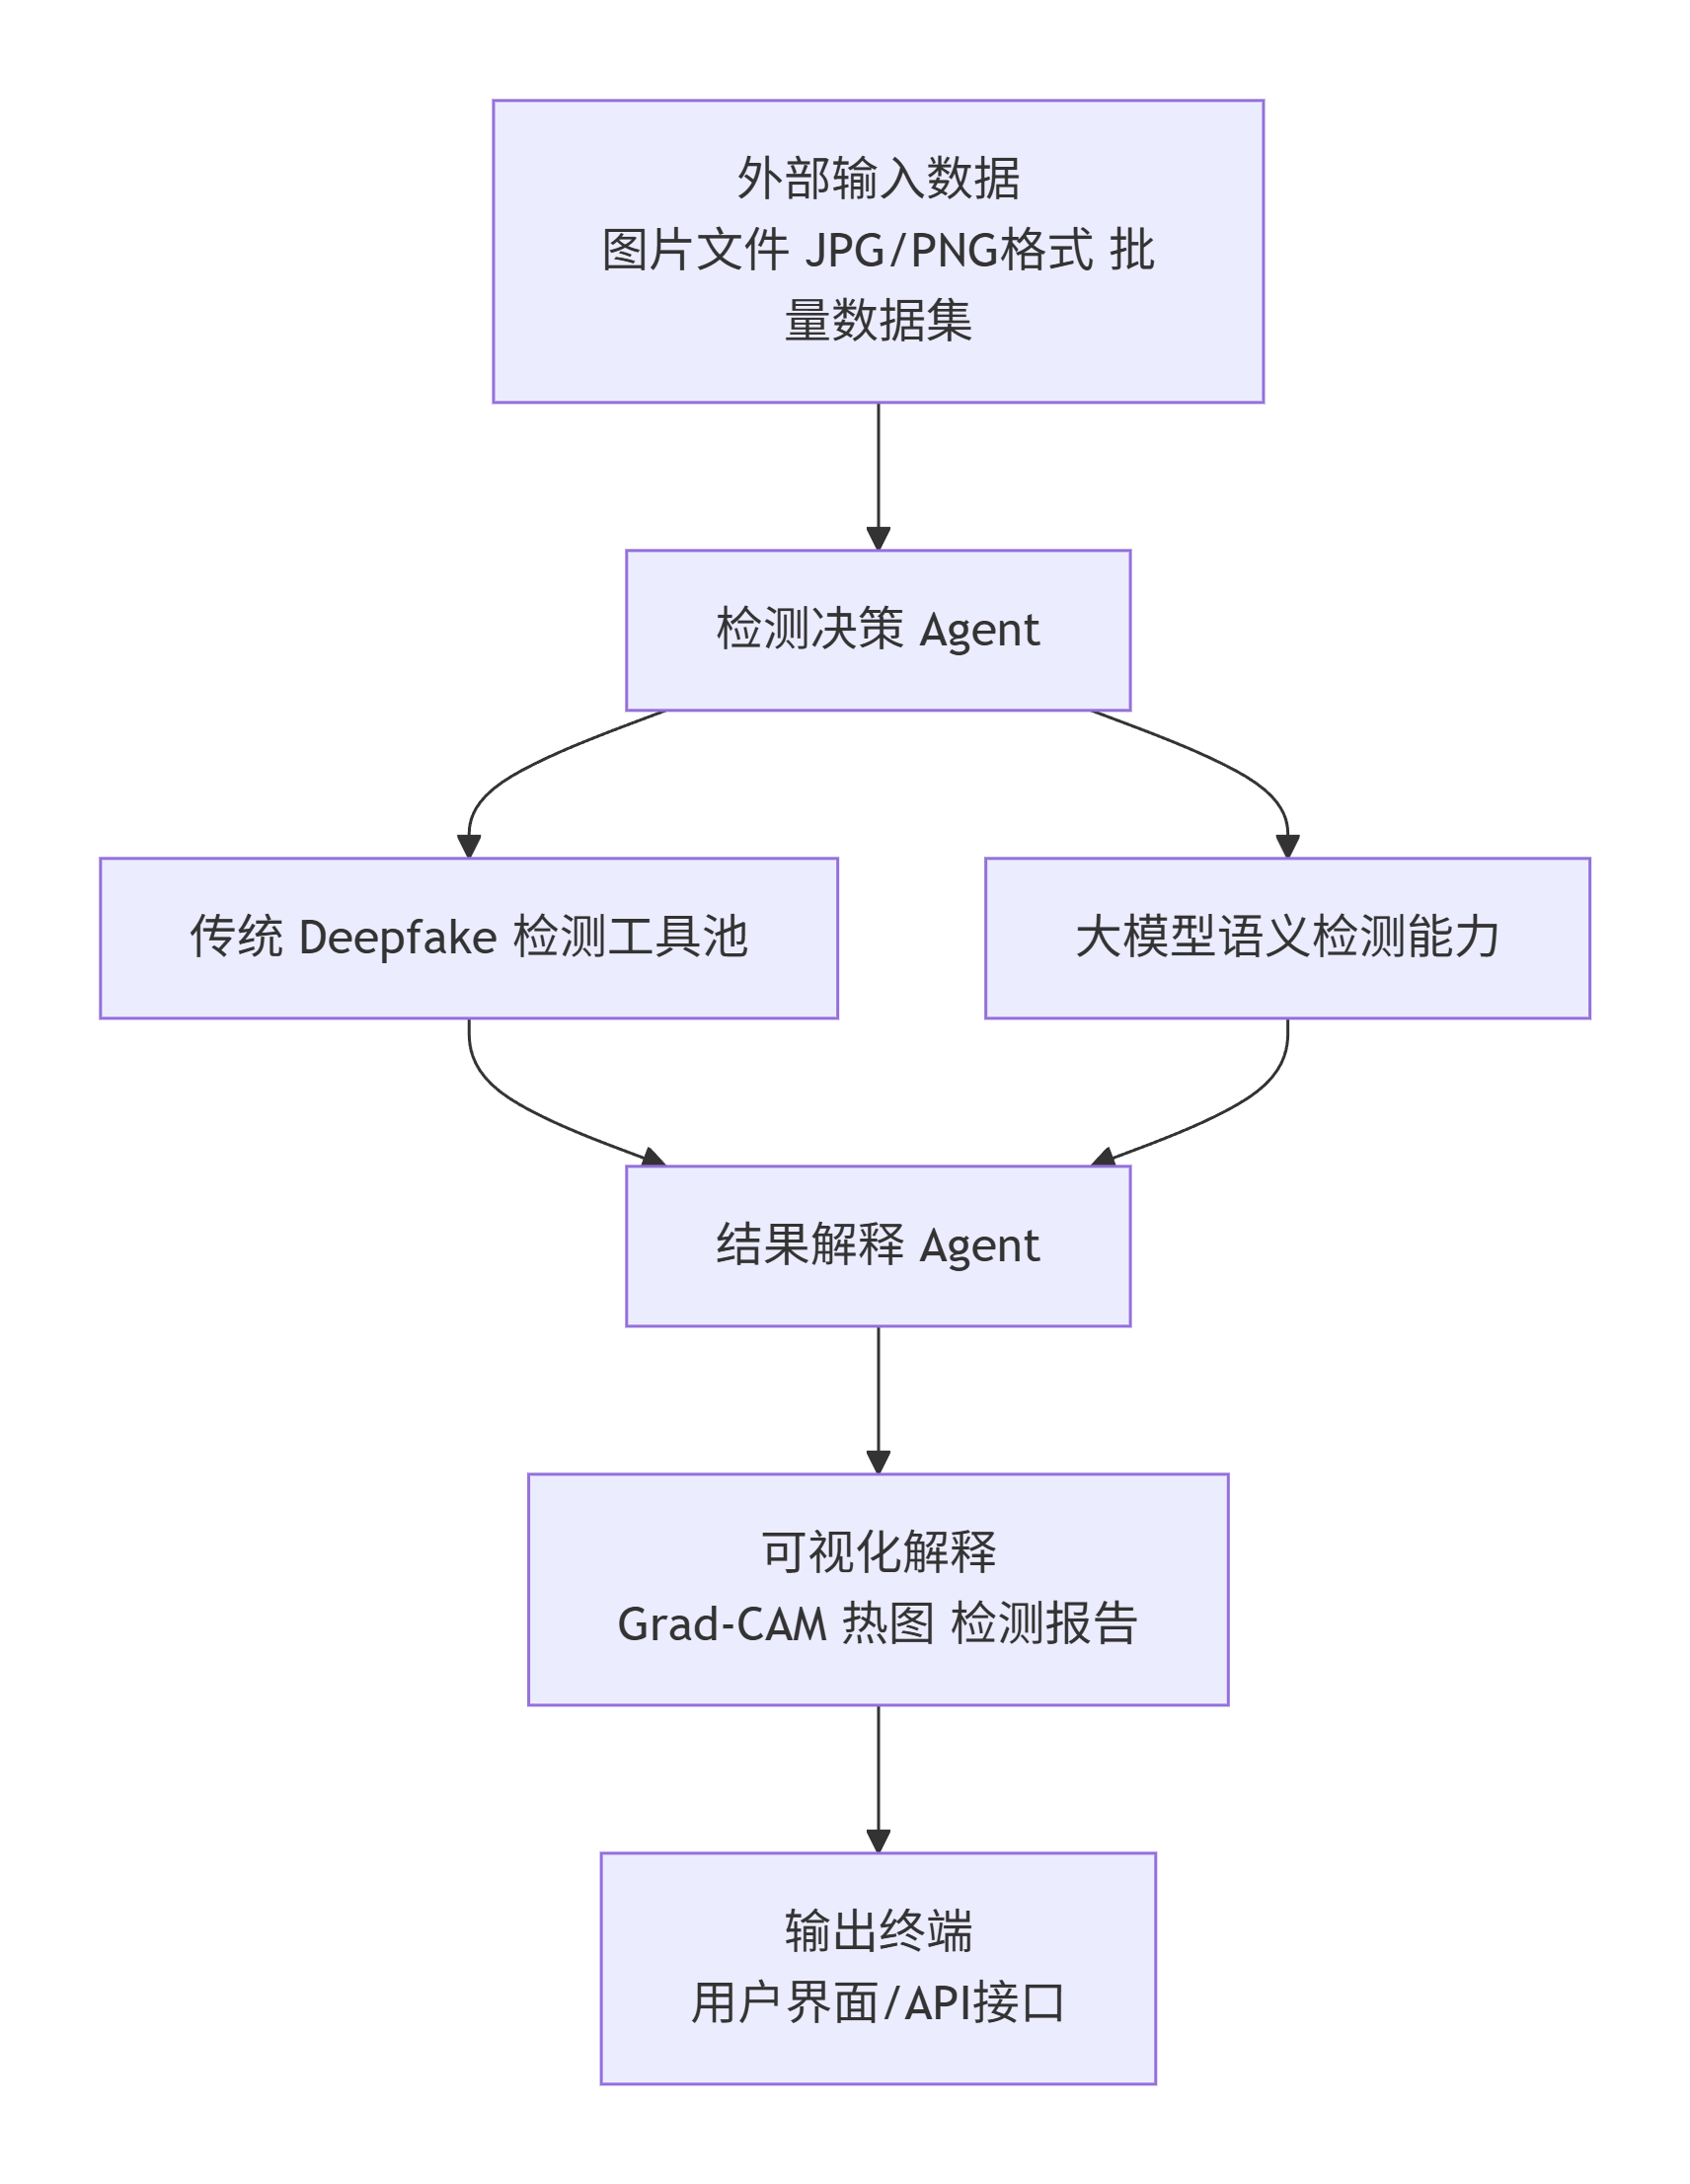 外部输入数据
图片文件 JPG/PNG格式 批
量数据集
检测决策 Agent
传统 Deepfake 检测工具池
大模型语义检测能力
结果解释 Agent
可视化解释
Grad-CAM 热图 检测报告
输出终端
用户界面/API接口